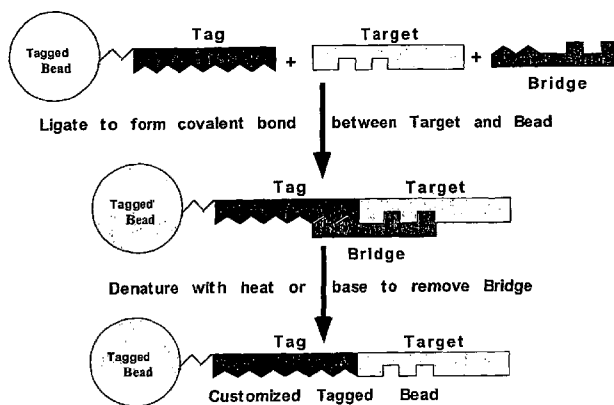 Tagged Bead
Tag
+
Target
+
Bridge
Ligate to form covalent bond between Target and Bead
Tagged Bead
Tag
Target
Bridge
Denature with heat or base to remove Bridge
Tagged Bead
Tag
Target
Customized Tagged Bead